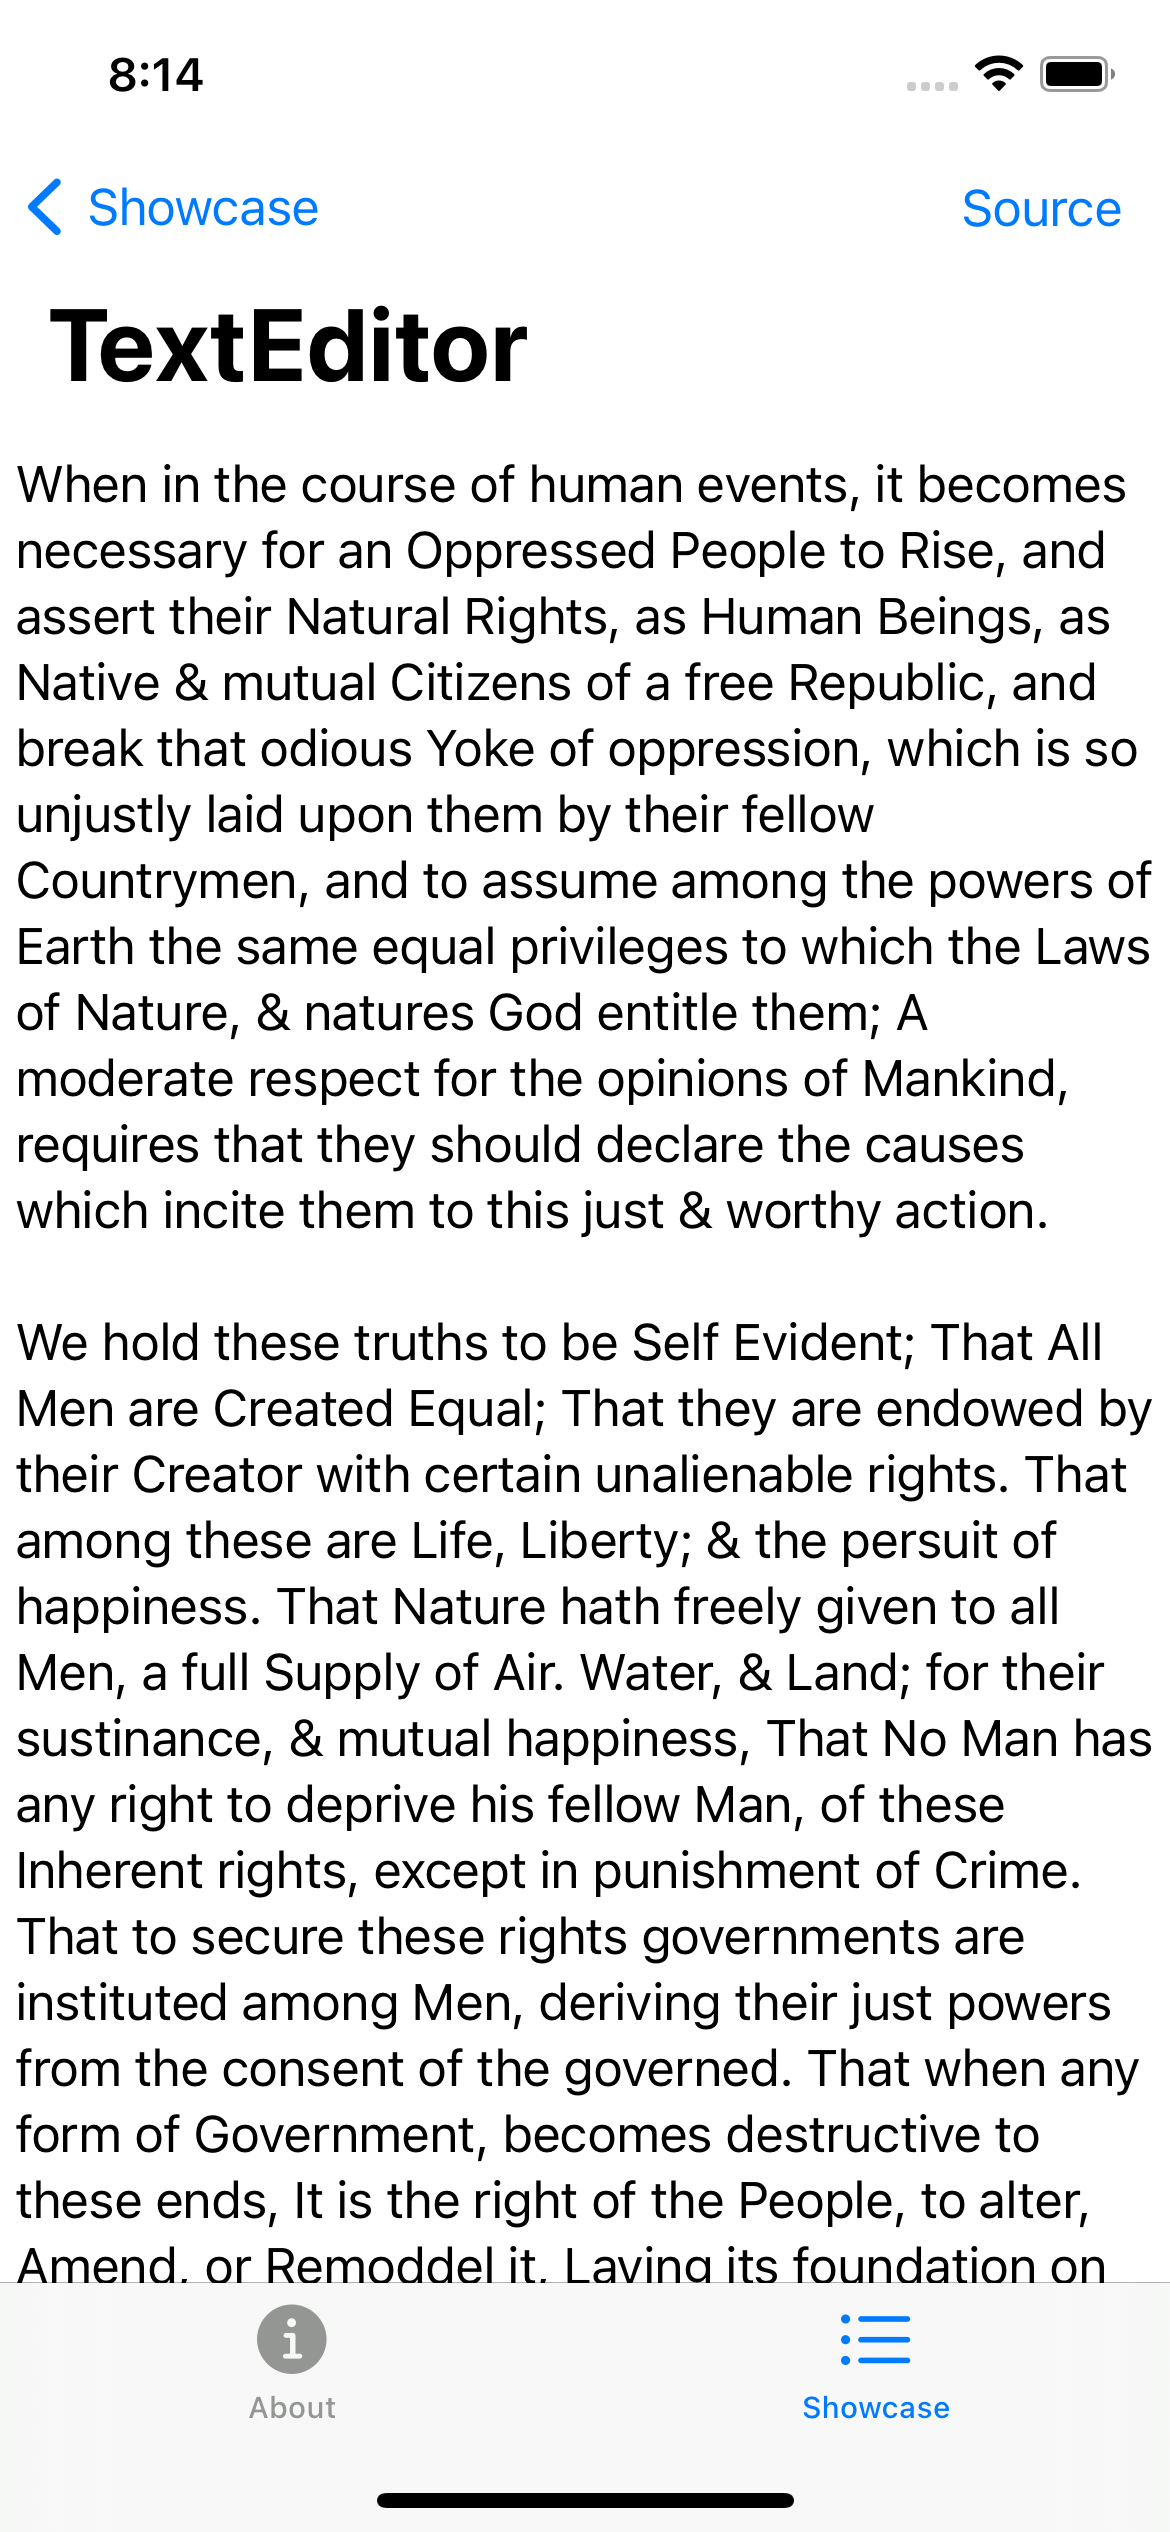 8:14
Showcase
Source
TextEditor
When in the course of human events, it becomes
necessary for an Oppressed People to Rise, and
assert their Natural Rights, as Human Beings, as
Native & mutual Citizens of a free Republic, and
break that odious Yoke of oppression, which is so
unjustly laid upon them by their fellow
Countrymen, and to assume among the powers of
Earth the same equal privileges to which the Laws
of Nature, & natures God entitle them; A
moderate respect for the opinions of Mankind,
requires that they should declare the causes
which incite them to this just & worthy action.
We hold these truths to be Self Evident; That All
Men are Created Equal; That they are endowed by
their Creator with certain unalienable rights. That
among these are Life, Liberty; & the persuit of
happiness. That Nature hath freely given to all
Men, a full Supply of Air. Water, & Land; for their
sustinance, & mutual happiness, That No Man has
any right to deprive his fellow Man, of these
Inherent rights, except in punishment of Crime.
That to secure these rights governments are
instituted among Men, deriving their just powers
from the consent of the governed. That when any
form of Government, becomes destructive to
these ends, It is the right of the People, to alter,
Amend, or Remoddel it, Laying its foundation on
About
Showcase